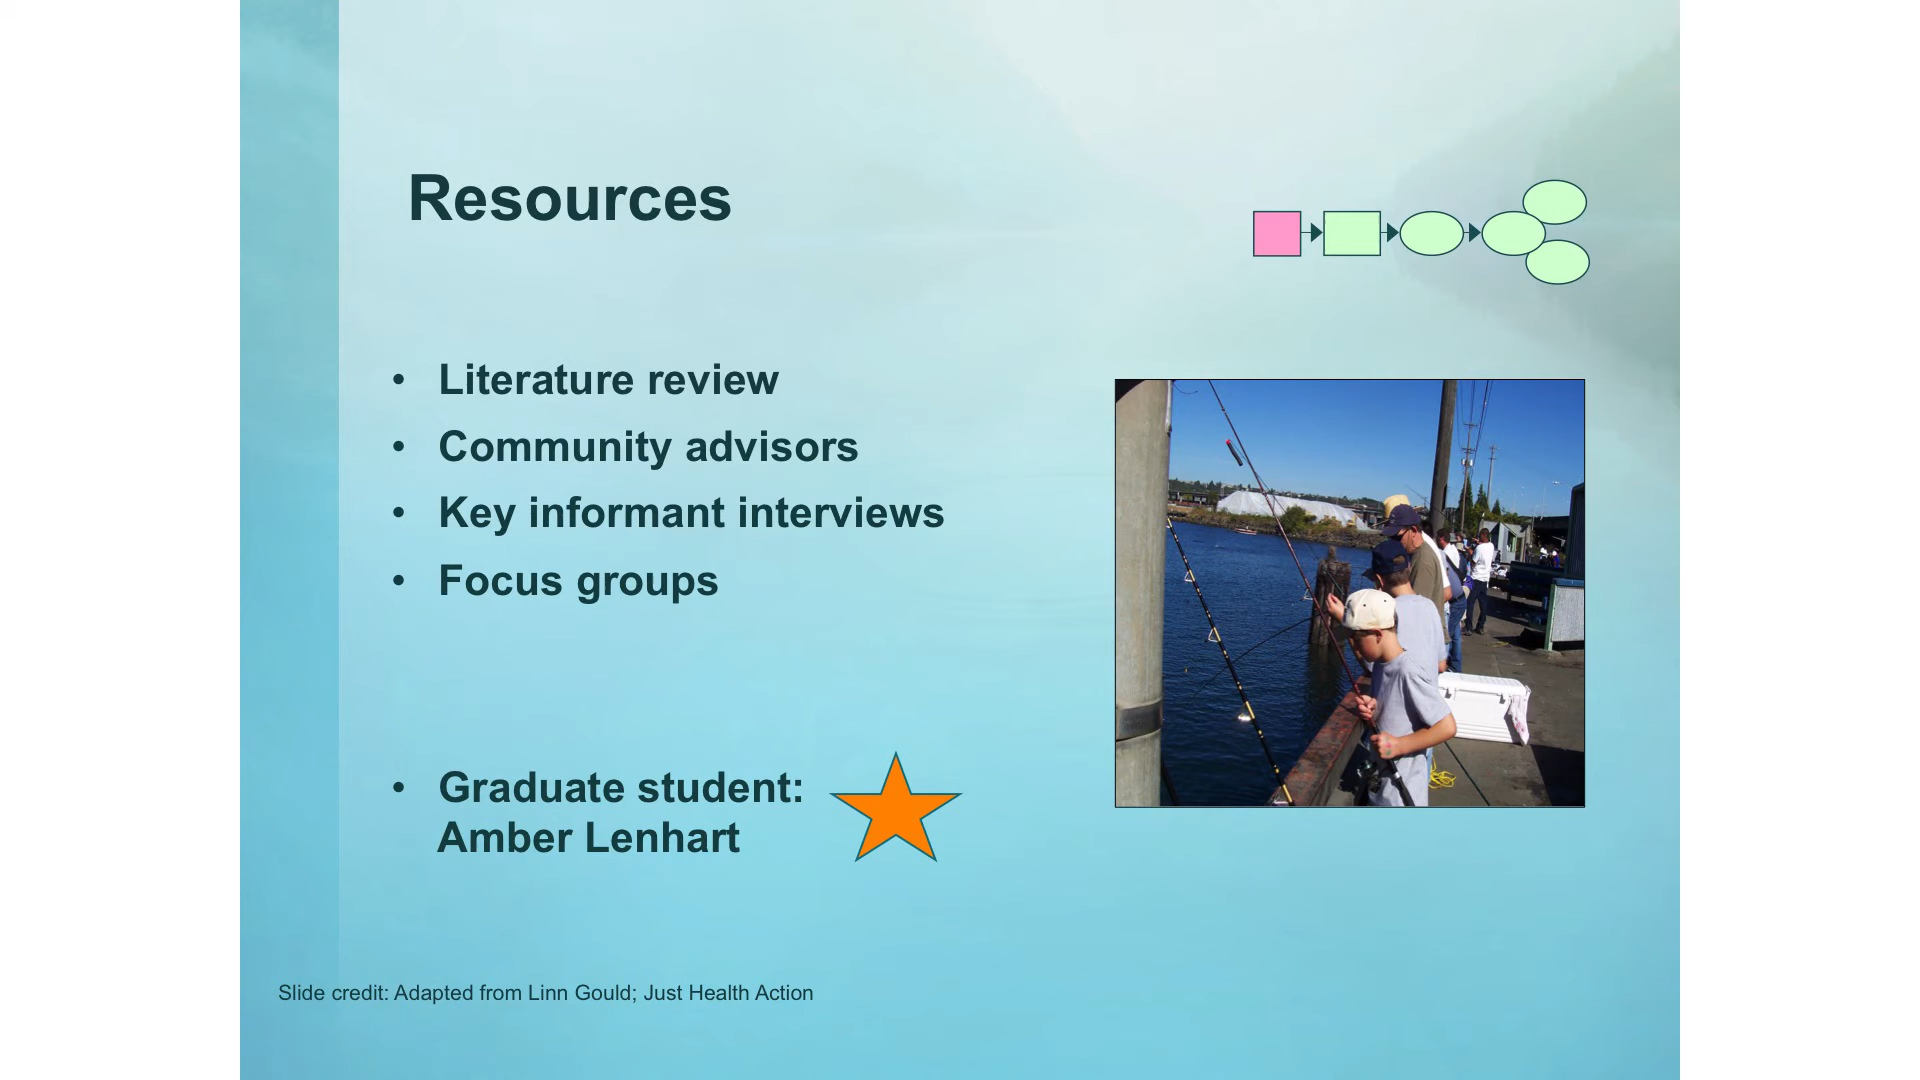 Resources
• Literature review
• Community advisors
• Key informant interviews
• Focus groups
• Graduate student:
Amber Lenhart
Slide credit: Adapted from Linn Gould; Just Health Action